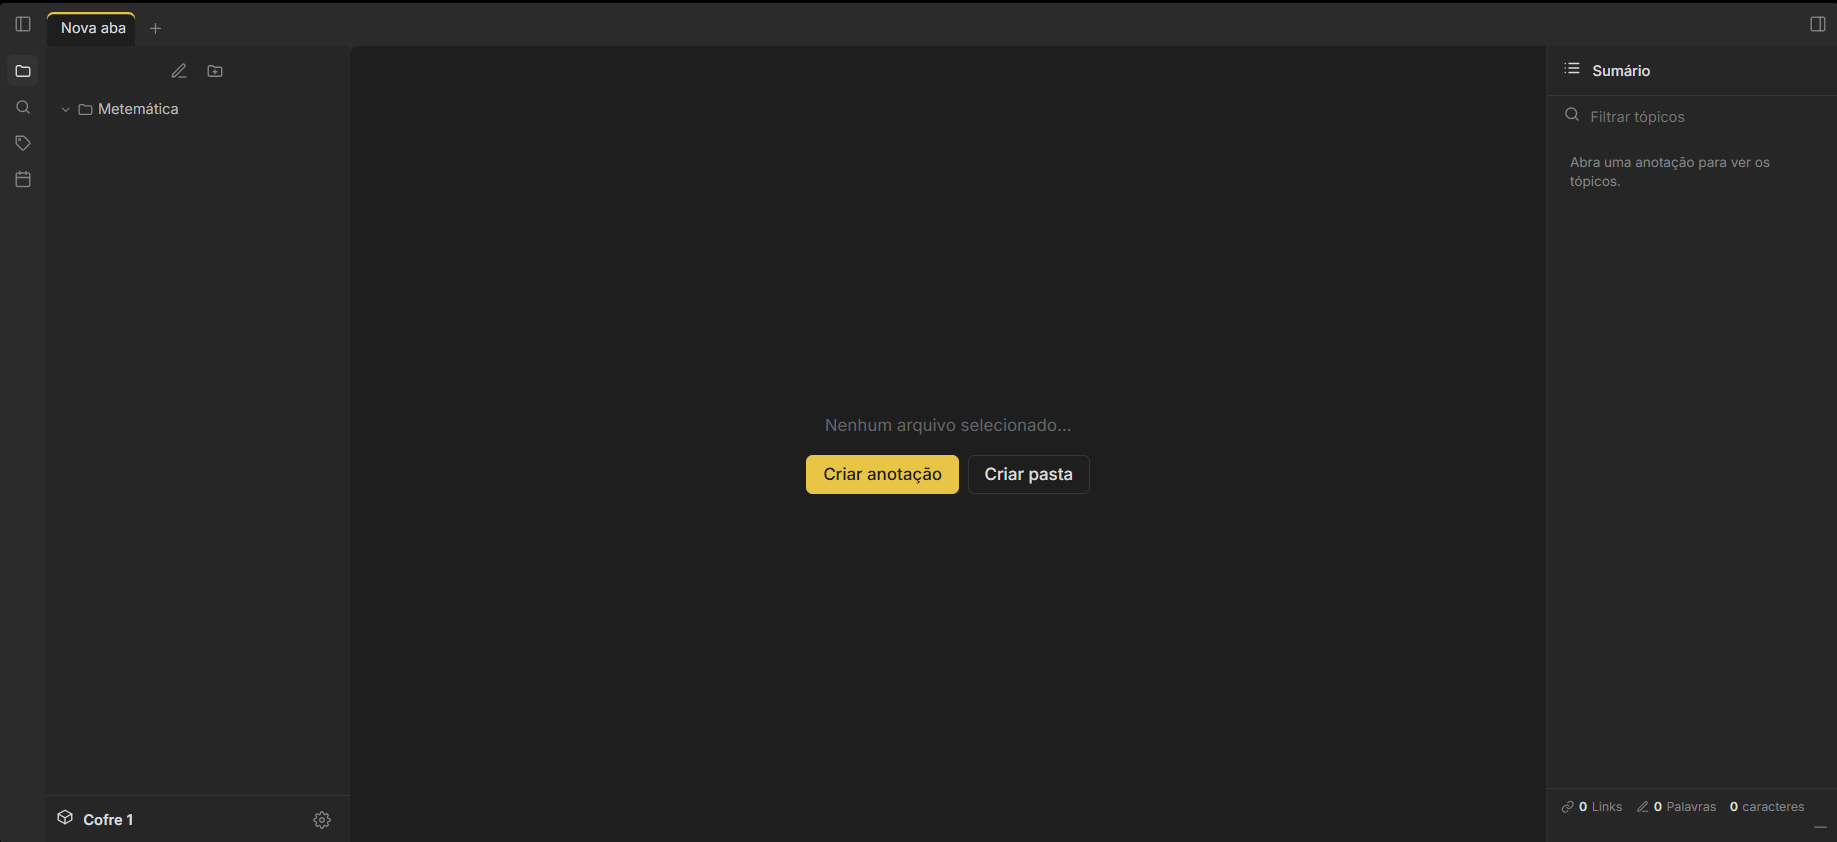 Nova aba
Metemática
Nenhum arquivo selecionado...
Criar anotação
Criar pasta
Sumário
Filtrar tópicos
Abra uma anotação para ver os
tópicos.
Cofre 1
0 Links 0 Palavras 0 caracteres